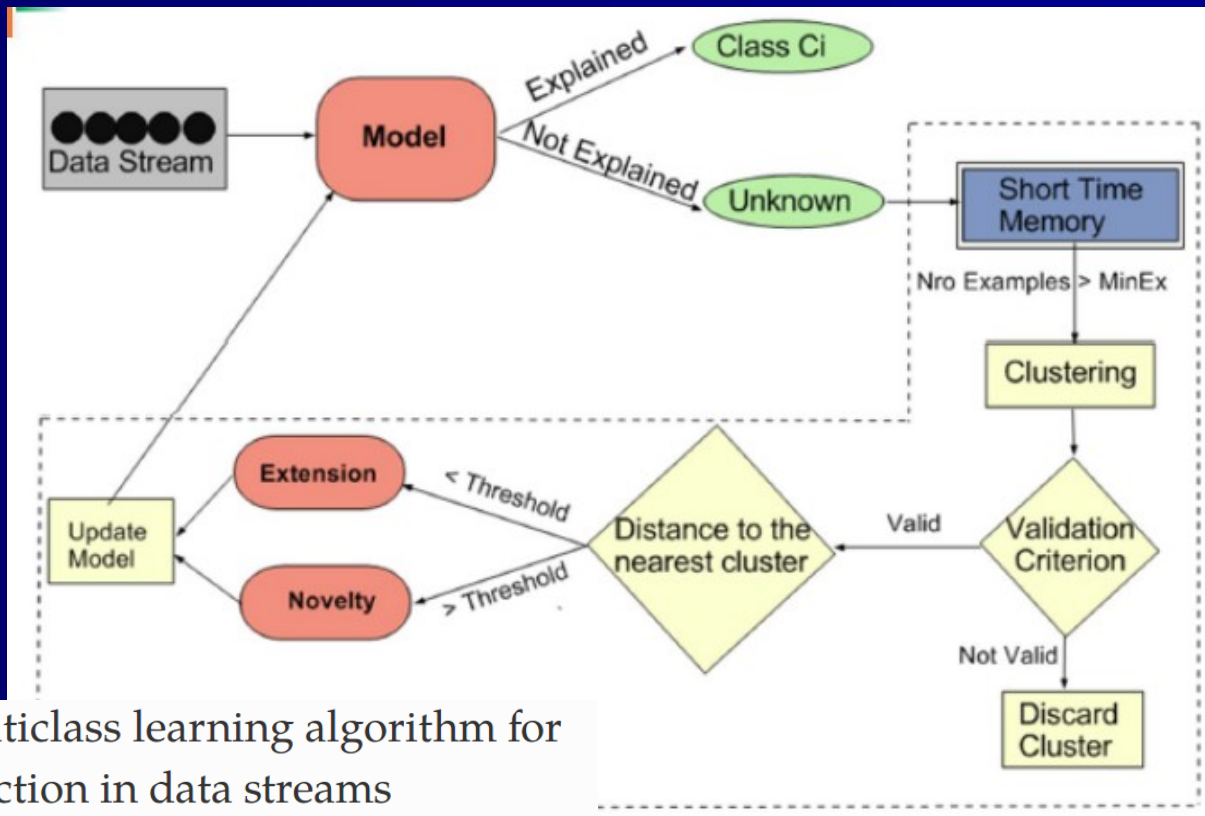 Data Stream
Model
Explained
Class Ci
Not Explained
Unknown
Short Time
Memory
Nro Examples > MinEx
Clustering
Validation
Criterion
Valid
Not Valid
Discard
Cluster
Distance to the
nearest cluster
< Threshold
> Threshold
Extension
Novelty
Update
Model
learning algorithm for
in data streams